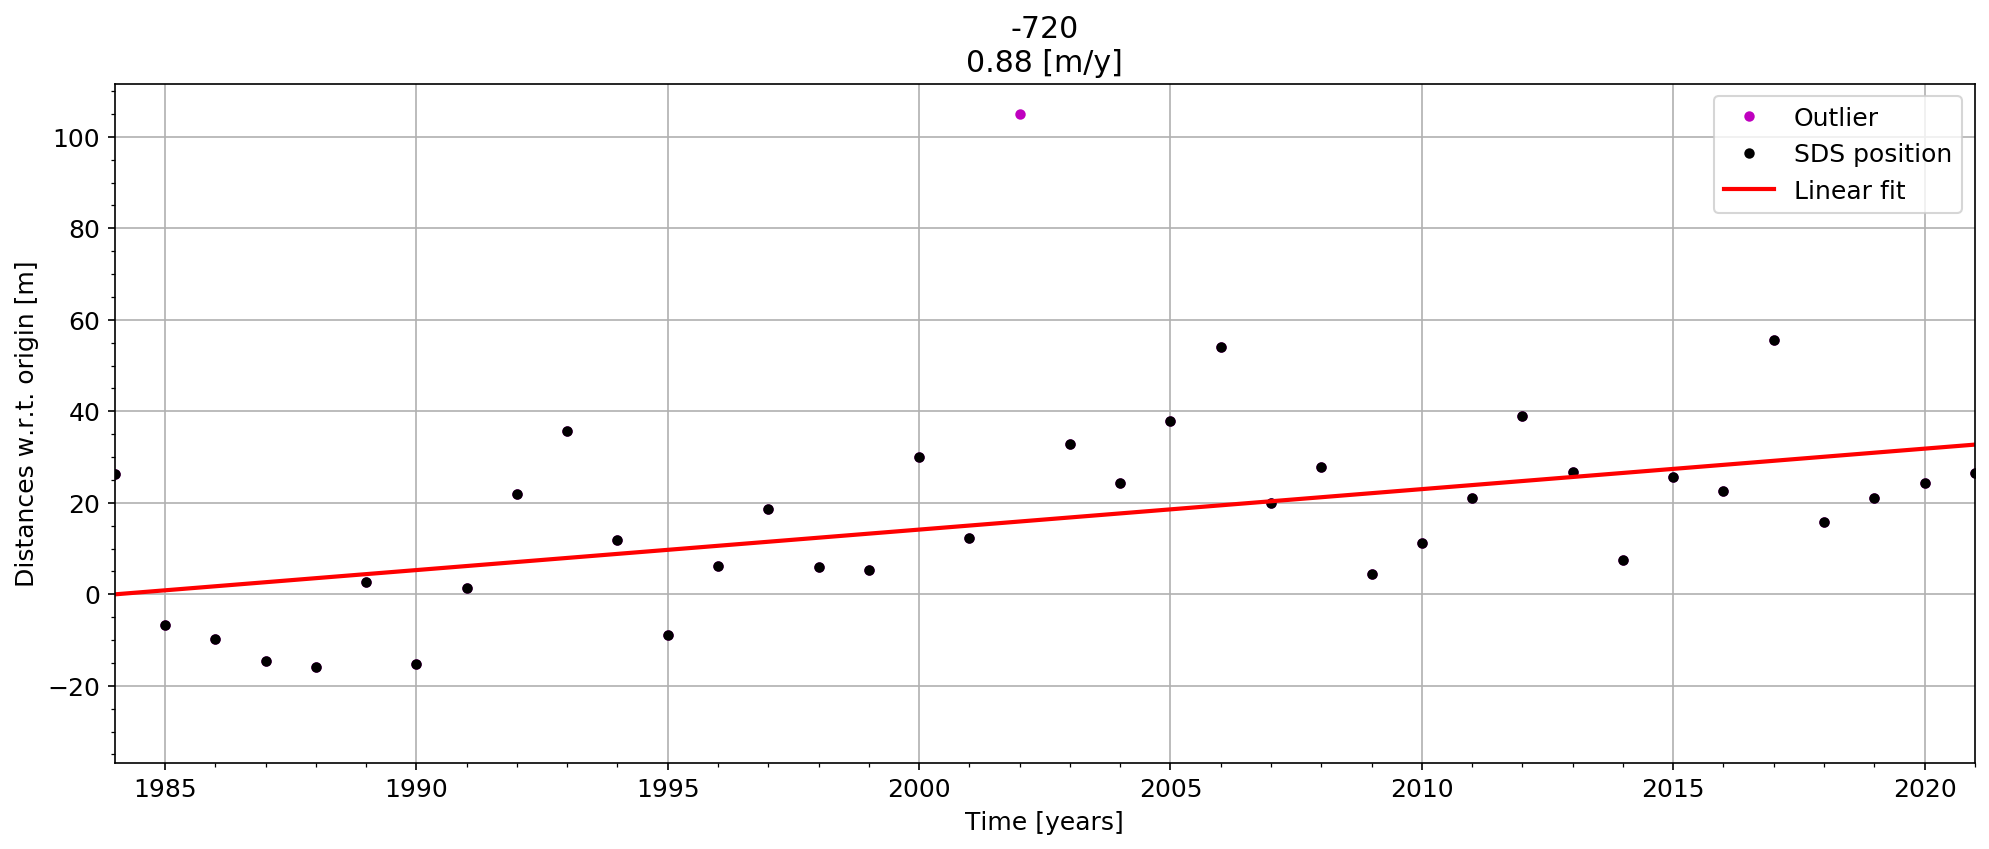 -720
0.88 [m/y]
Outlier
SDS position
Linear fit
Distances w.r.t. origin [m]
100
80
60
40
20
0
−20
1985 1990 1995 2000 2005 2010 2015 2020
Time [years]